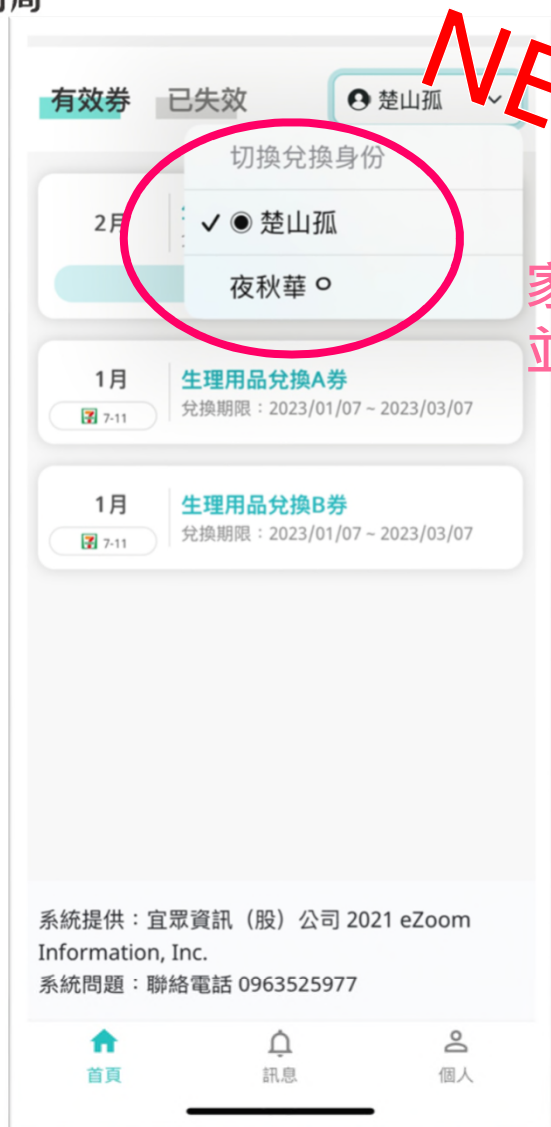 有效券 已失效 楚山孤
NE
切換兌換身份
2月
✓ ◉ 楚山孤
夜秋華 ○
家
並
1月 生理用品兌換A券
7-11 兌換期限：2023/01/07 ~ 2023/03/07
1月 生理用品兌換B券
7-11 兌換期限：2023/01/07 ~ 2023/03/07
系統提供：宜眾資訊（股）公司 2021 eZoom
Information, Inc.
系統問題：聯絡電話 0963525977
首頁 訊息 個人